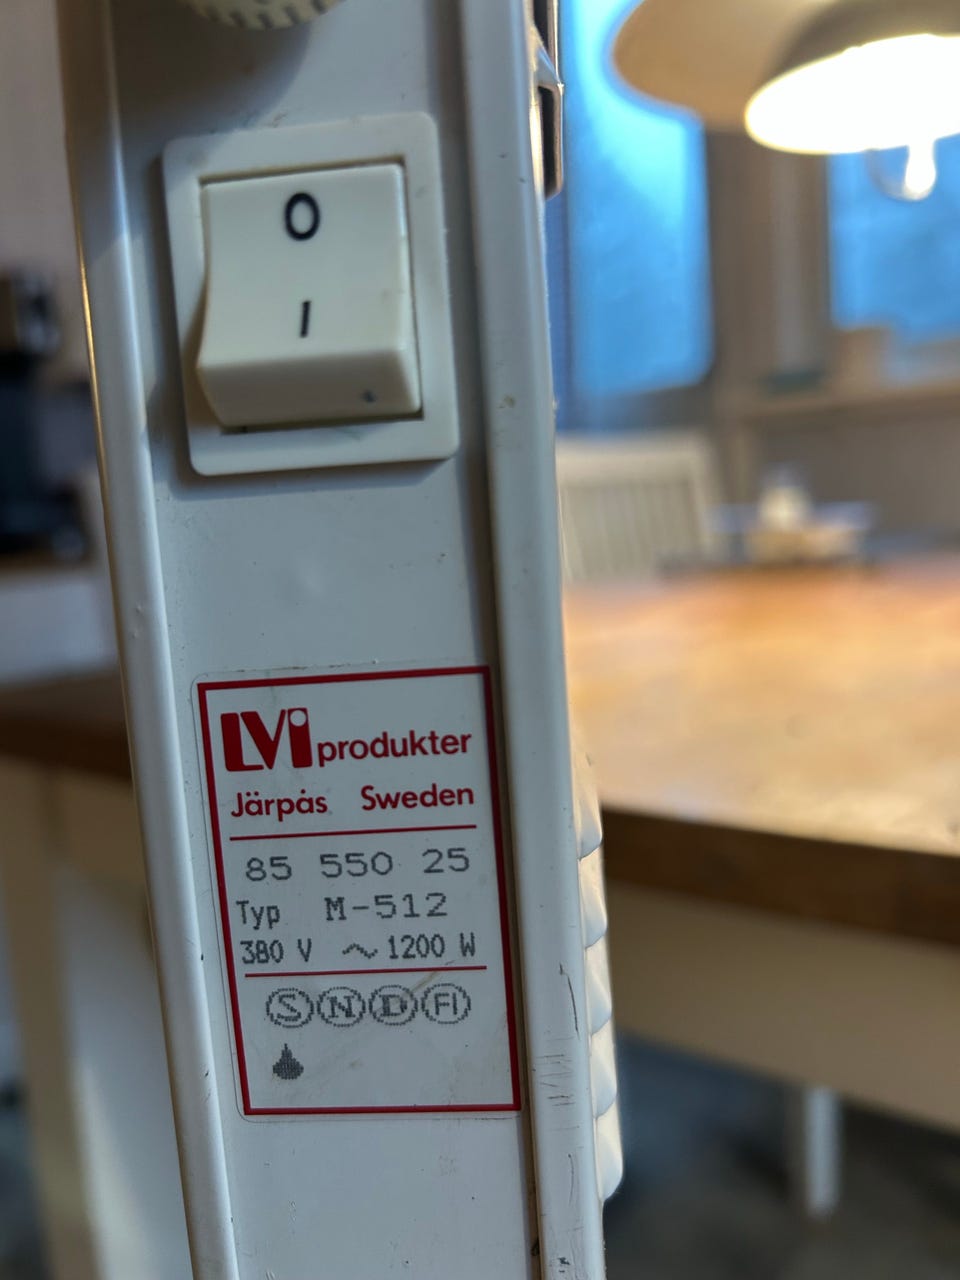 0
I
LVI produkter
Järpås Sweden
85 550 25
Typ M-512
380 V ~ 1200 W
S N D FI